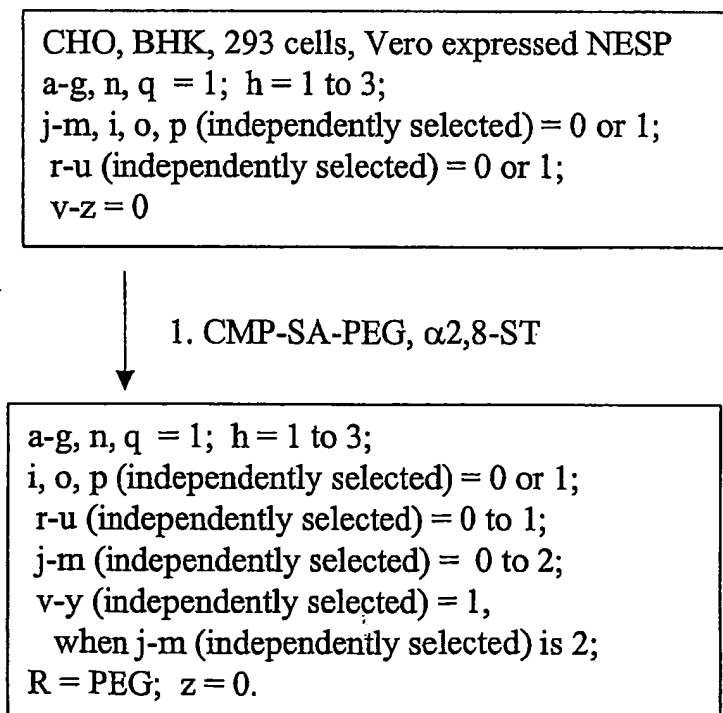 CHO, BHK, 293 cells, Vero expressed NESP
a-g, n, q = 1; h = 1 to 3;
j-m, i, o, p (independently selected) = 0 or 1;
r-u (independently selected) = 0 or 1;
v-z = 0
1. CMP-SA-PEG, α2,8-ST
a-g, n, q = 1; h = 1 to 3;
i, o, p (independently selected) = 0 or 1;
r-u (independently selected) = 0 to 1;
j-m (independently selected) = 0 to 2;
v-y (independently selected) = 1,
when j-m (independently selected) is 2;
R = PEG; z = 0.